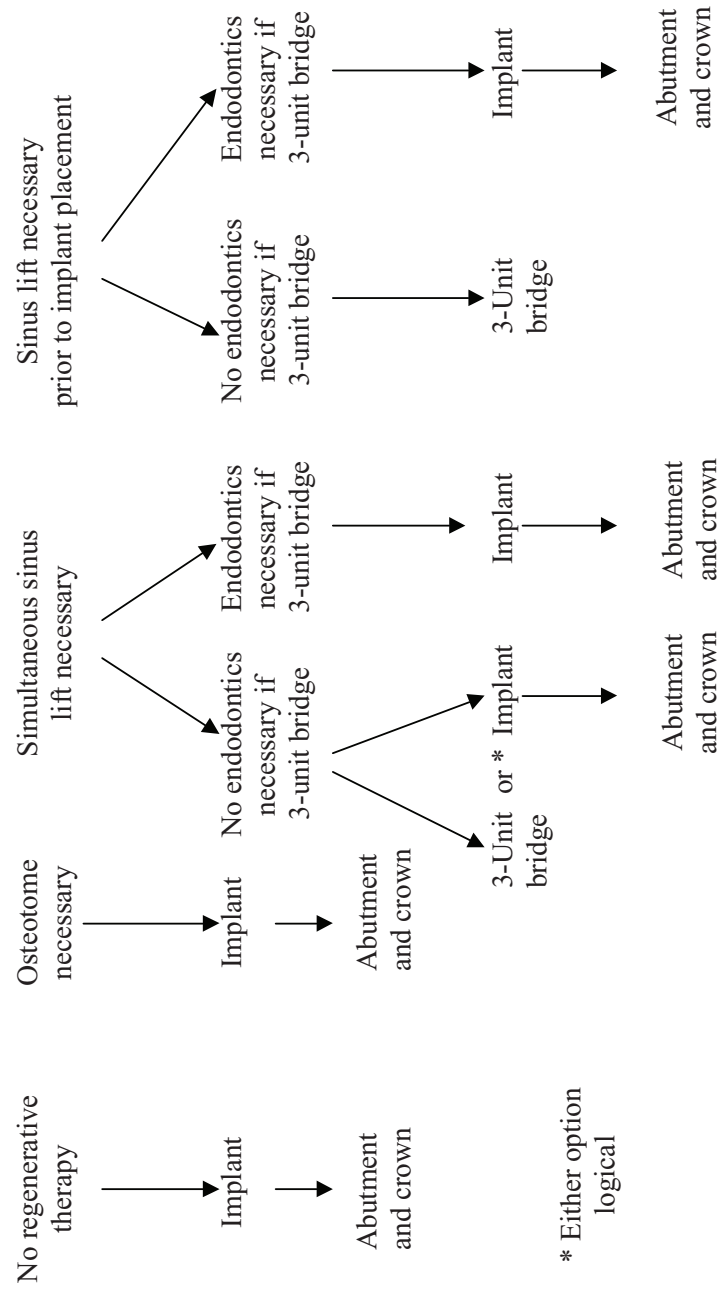 No regenerative
therapy
Implant
Abutment
and crown
* Either option
logical
Osteotome
necessary
Implant
Abutment
and crown
Simultaneous sinus
lift necessary
No endodontics
necessary if
3-unit bridge
3-Unit
bridge
or *
Implant
Abutment
and crown
Endodontics
necessary if
3-unit bridge
Implant
Abutment
and crown
Sinus lift necessary
prior to implant placement
No endodontics
necessary if
3-unit bridge
3-Unit
bridge
Endodontics
necessary if
3-unit bridge
Implant
Abutment
and crown